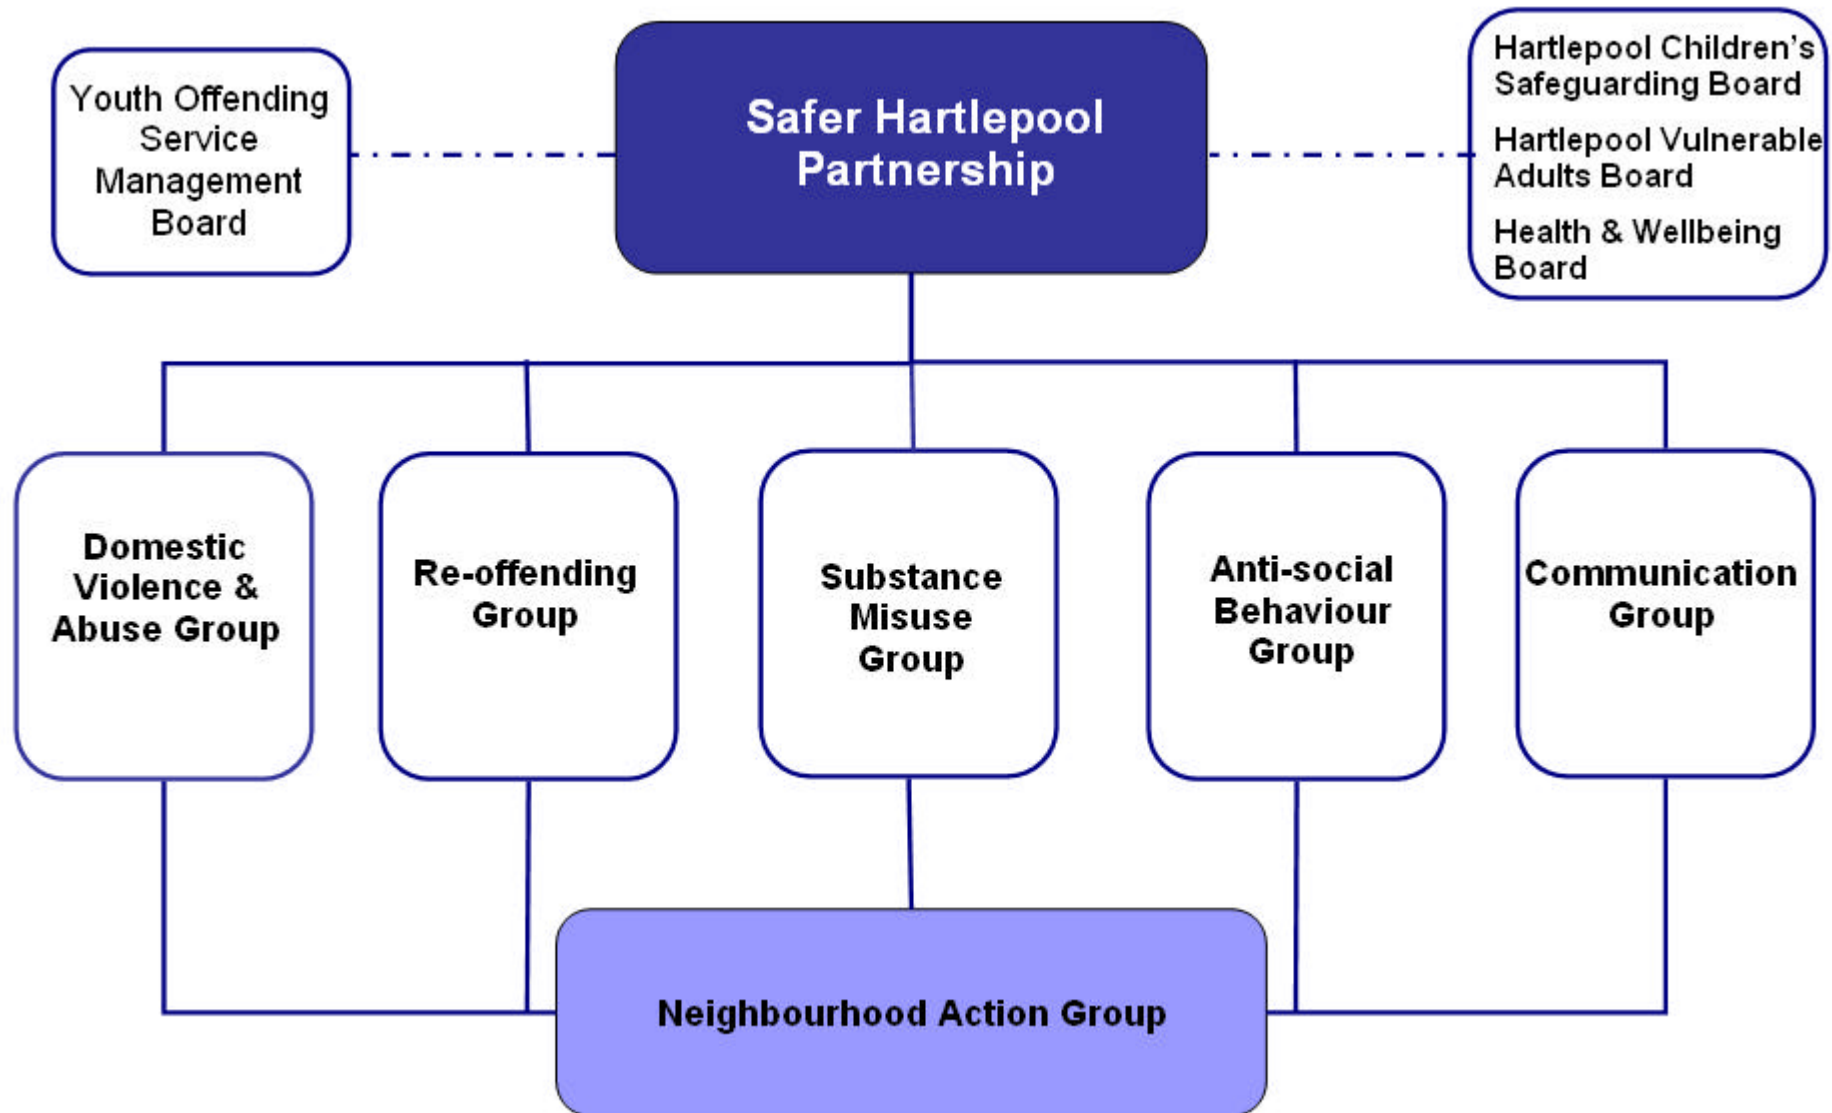 Youth Offending
Service
Management
Board
Safer Hartlepool
Partnership
Hartlepool Children's
Safeguarding Board
Hartlepool Vulnerable
Adults Board
Health & Wellbeing
Board
Domestic
Violence &
Abuse Group
Re-offending
Group
Substance
Misuse
Group
Anti-social
Behaviour
Group
Communication
Group
Neighbourhood Action Group